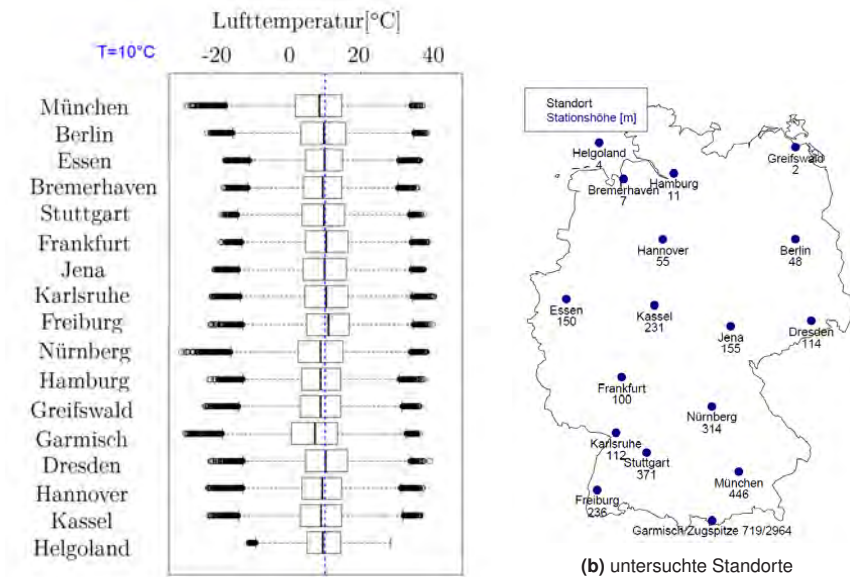 Lufttemperatur[°C]
T=10°C
-20 0 20 40
München
Berlin
Essen
Bremerhaven
Stuttgart
Frankfurt
Jena
Karlsruhe
Freiburg
Nürnberg
Hamburg
Greifswald
Garmisch
Dresden
Hannover
Kassel
Helgoland
Standort
Stationshöhe [m]
Helgoland
4
Greifswald
2
Bremerhaven
7
Hamburg
11
Hannover
55
Berlin
48
Essen
150
Kassel
231
Jena
155
Dresden
114
Frankfurt
100
Nürnberg
314
Karlsruhe
112
Stuttgart
371
München
446
Freiburg
236
Garmisch/Zugspitze 719/2964
(b) untersuchte Standorte